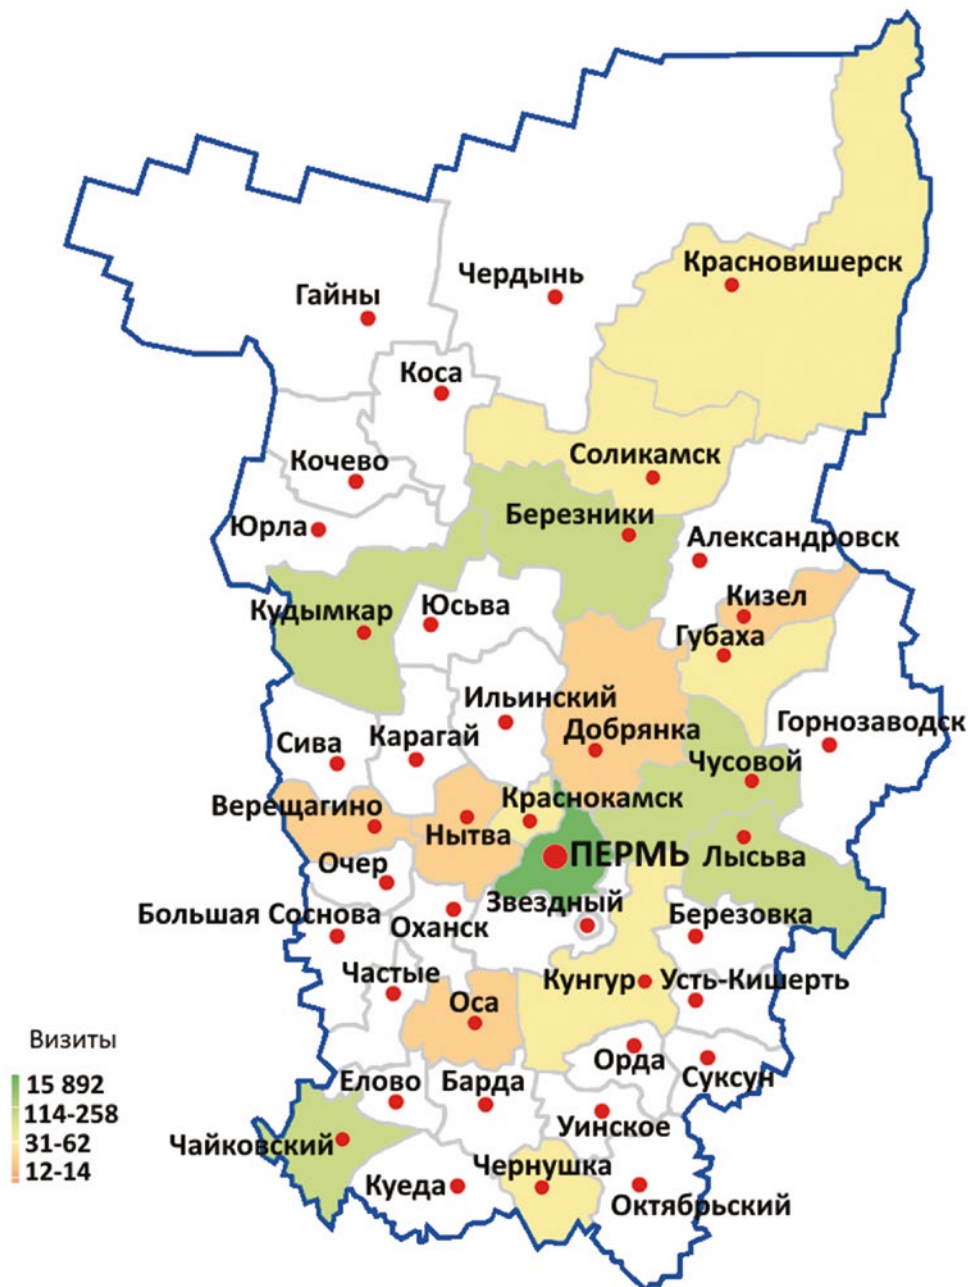 Красновишерск
Чердынь
Гайны
Коса
Соликамск
Кочево
Березники
Юрла
Александровск
Кизел
Кудымкар
Юсьва
Губаха
Ильинский
Горнозаводск
Добрянка
Карагай
Сива
Чусовой
Краснокамск
Верещагино
Нытва
ПЕРМЬ
Лысьва
Очер
Звездный
Большая Соснова
Березовка
Оханск
Частые
Кунгур
Усть-Кишерть
Оса
Орда
Суксун
Елово
Барда
Уинское
Чайковский
Чернушка
Куеда
Октябрьский
Визиты
15 892
114-258
31-62
12-14